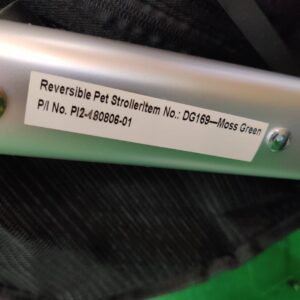 Reversible Pet StrollerItem No.: DG169—Moss Green
P/I No. PI2-480806-01